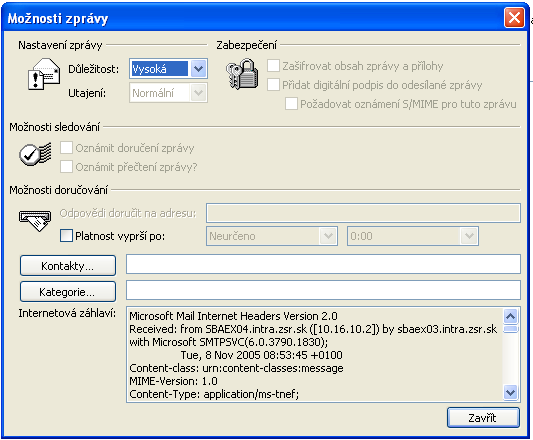 Možnosti zprávy
Nastavení zprávy
Zabezpečení
Důležitost: Vysoká
Utajení: Normální
Zašifrovat obsah zprávy a přílohy
Přidat digitální podpis do odesílané zprávy
Požadovat oznámení S/MIME pro tuto zprávu
Možnosti sledování
Oznámit doručení zprávy
Oznámit přečtení zprávy?
Možnosti doručování
Odpovědi doručit na adresu:
Platnost vyprší po: Neurčeno 0:00
Kontakty...
Kategorie...
Internetová záhlaví:
Microsoft Mail Internet Headers Version 2.0
Received: from SBAEX04.intra.zsr.sk ([10.16.10.2]) by sbaex03.intra.zsr.sk
with Microsoft SMTPSVC(6.0.3790.1830);
Tue, 8 Nov 2005 08:53:45 +0100
Content-class: urn:content-classes:message
MIME-Version: 1.0
Content-Type: application/ms-tnef;
Zavřít